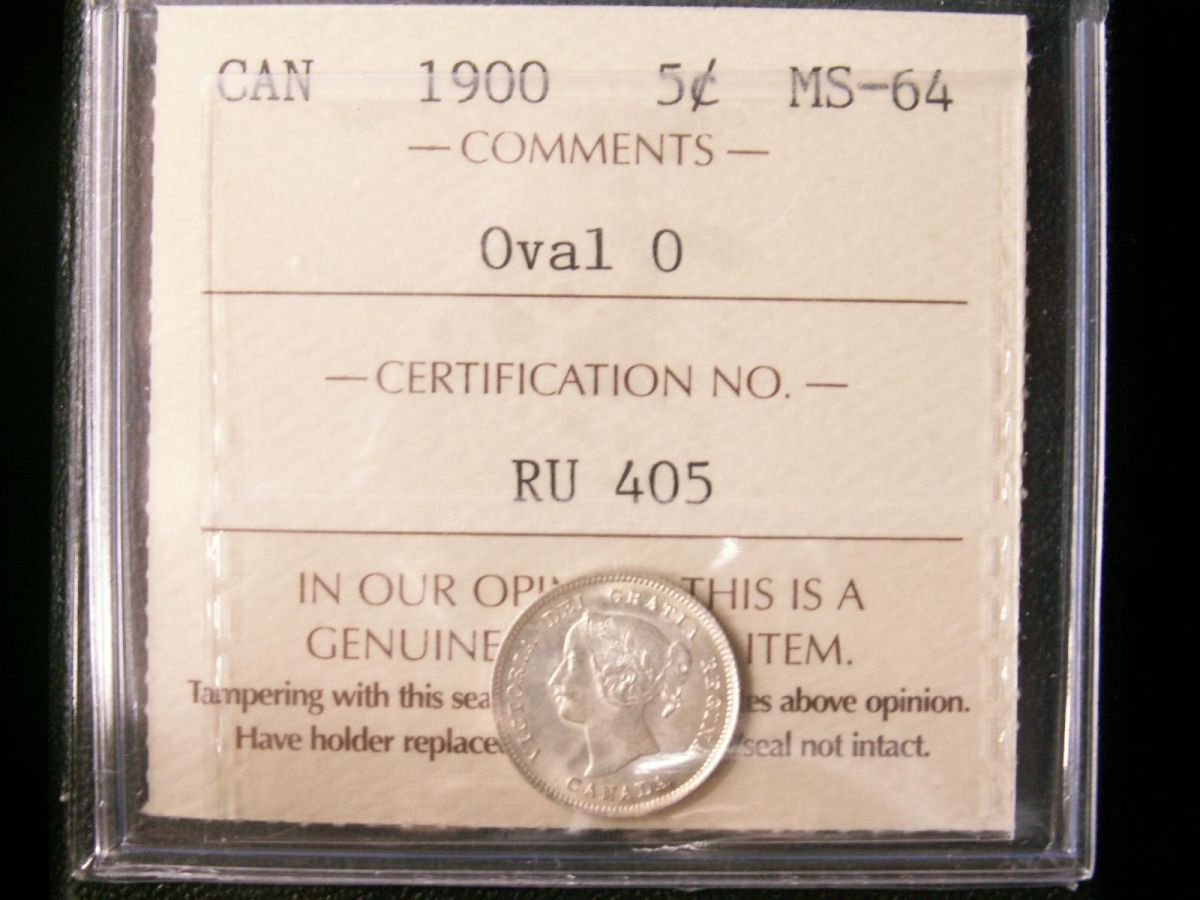 CAN 1900 5¢ MS-64
— COMMENTS —
Oval 0
— CERTIFICATION NO. —
RU 405
IN OUR OPI THIS IS A
GENUINE ITEM.
Tampering with this sea es above opinion.
Have holder replace seal not intact.
VICTORIA DEI GRATIA REGINA
CANADA